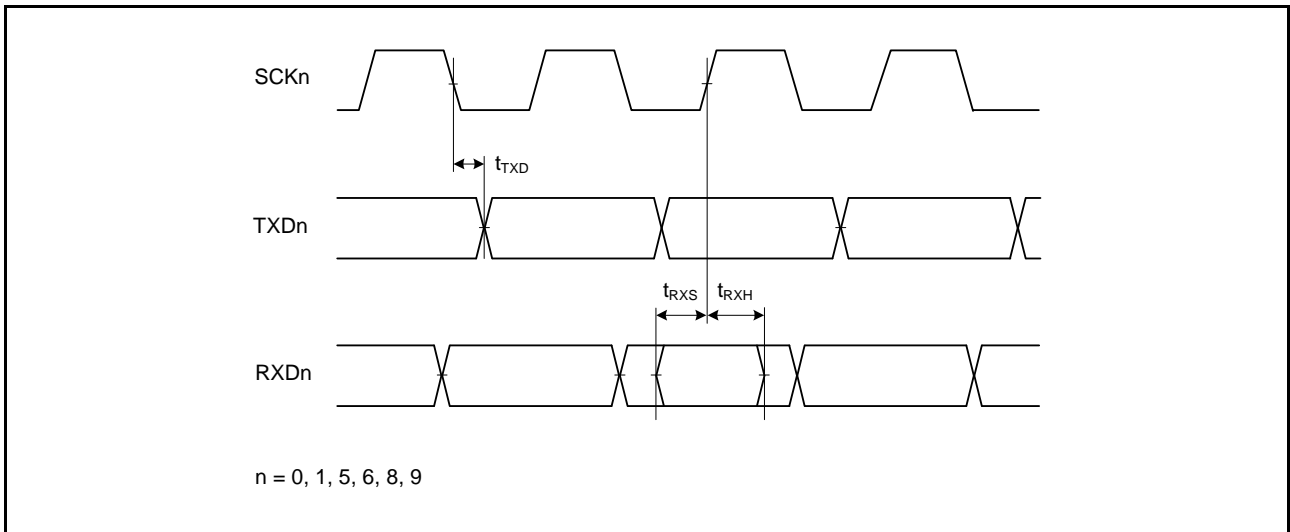 SCKn
tTXD
TXDn
tRXS tRXH
RXDn
n = 0, 1, 5, 6, 8, 9